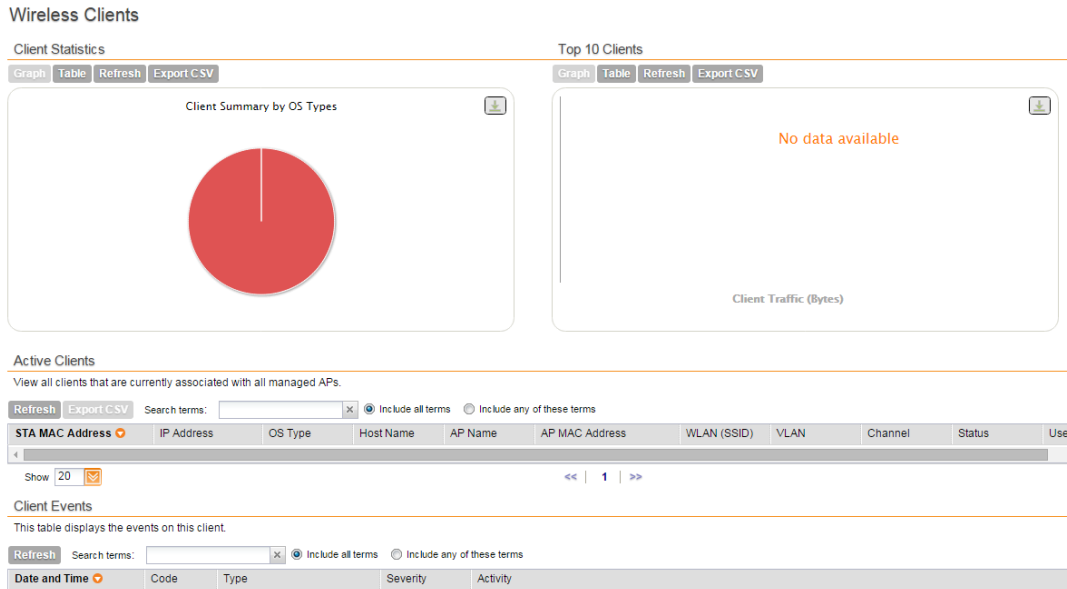 Wireless Clients
Client Statistics
Graph Table Refresh Export CSV
Client Summary by OS Types
Top 10 Clients
Graph Table Refresh Export CSV
No data available
Client Traffic (Bytes)
Active Clients
View all clients that are currently associated with all managed APs.
Refresh Export CSV Search terms: x Include all terms Include any of these terms
STA MAC Address IP Address OS Type Host Name AP Name AP MAC Address WLAN (SSID) VLAN Channel Status Use
Show 20 << | 1 | >>
Client Events
This table displays the events on this client.
Refresh Search terms: x Include all terms Include any of these terms
Date and Time Code Type Severity Activity